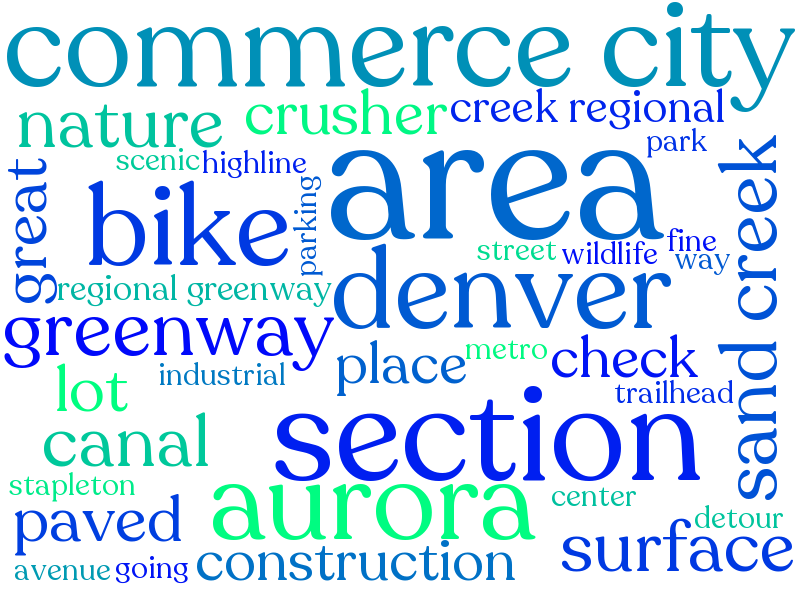 commerce city
nature
crusher
creek regional
park
scenic
highline
area
great
bike
parking
sand creek
street
wildlife
fine
way
regional greenway
denver
greenway
place
metro
check
industrial
lot
trailhead
section
canal
stapleton
aurora
center
paved
detour
surface
avenue
going
construction